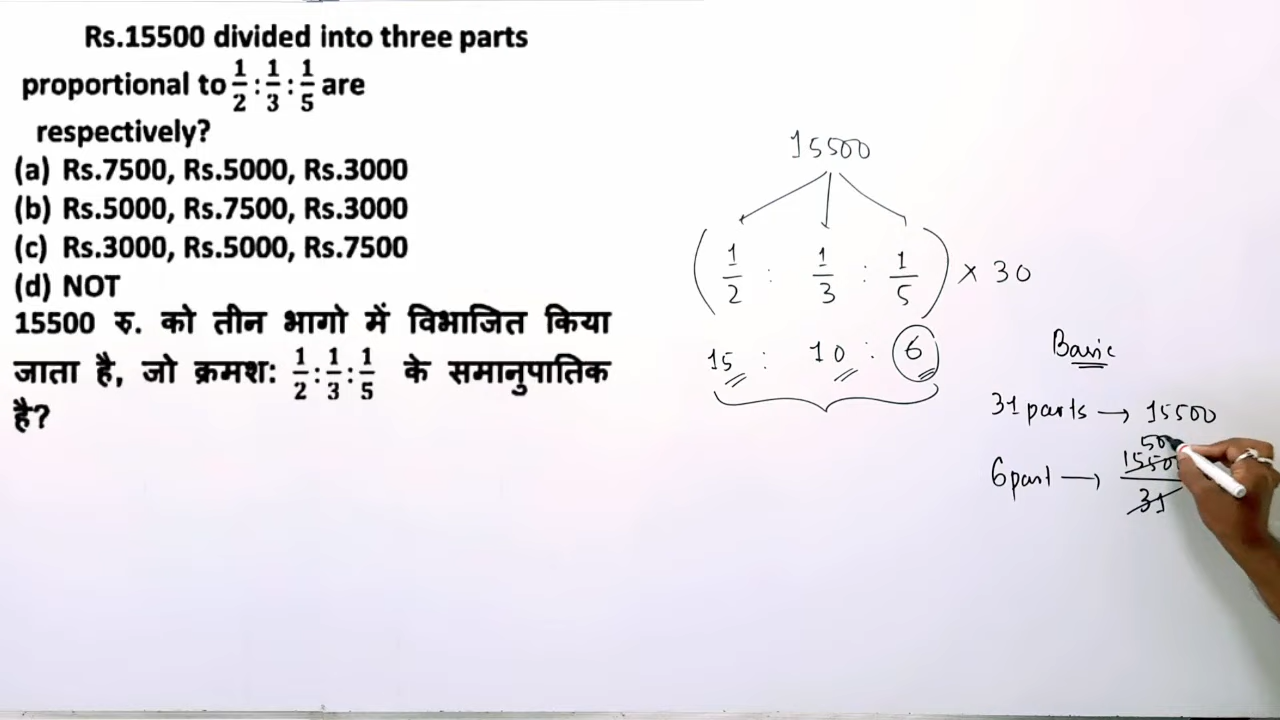 Rs.15500 divided into three parts
proportional to 1/2 : 1/3 : 1/5 are
respectively?
(a) Rs.7500, Rs.5000, Rs.3000
(b) Rs.5000, Rs.7500, Rs.3000
(c) Rs.3000, Rs.5000, Rs.7500
(d) NOT
15500 रु. को तीन भागो में विभाजित किया
जाता है, जो क्रमश: 1/2 : 1/3 : 1/5 के समानुपातिक
है?
15500
(1/2 : 1/3 : 1/5) × 30
15 : 10 : 6
Basic
31 parts → 15500
500
6 part → 1550/31